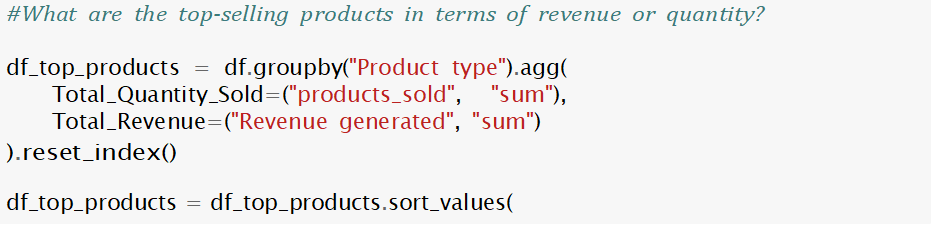 #What are the top-selling products in terms of revenue or quantity?
df_top_products = df.groupby("Product type").agg(
    Total_Quantity_Sold=("products_sold", "sum"),
    Total_Revenue=("Revenue generated", "sum")
).reset_index()
df_top_products = df_top_products.sort_values(